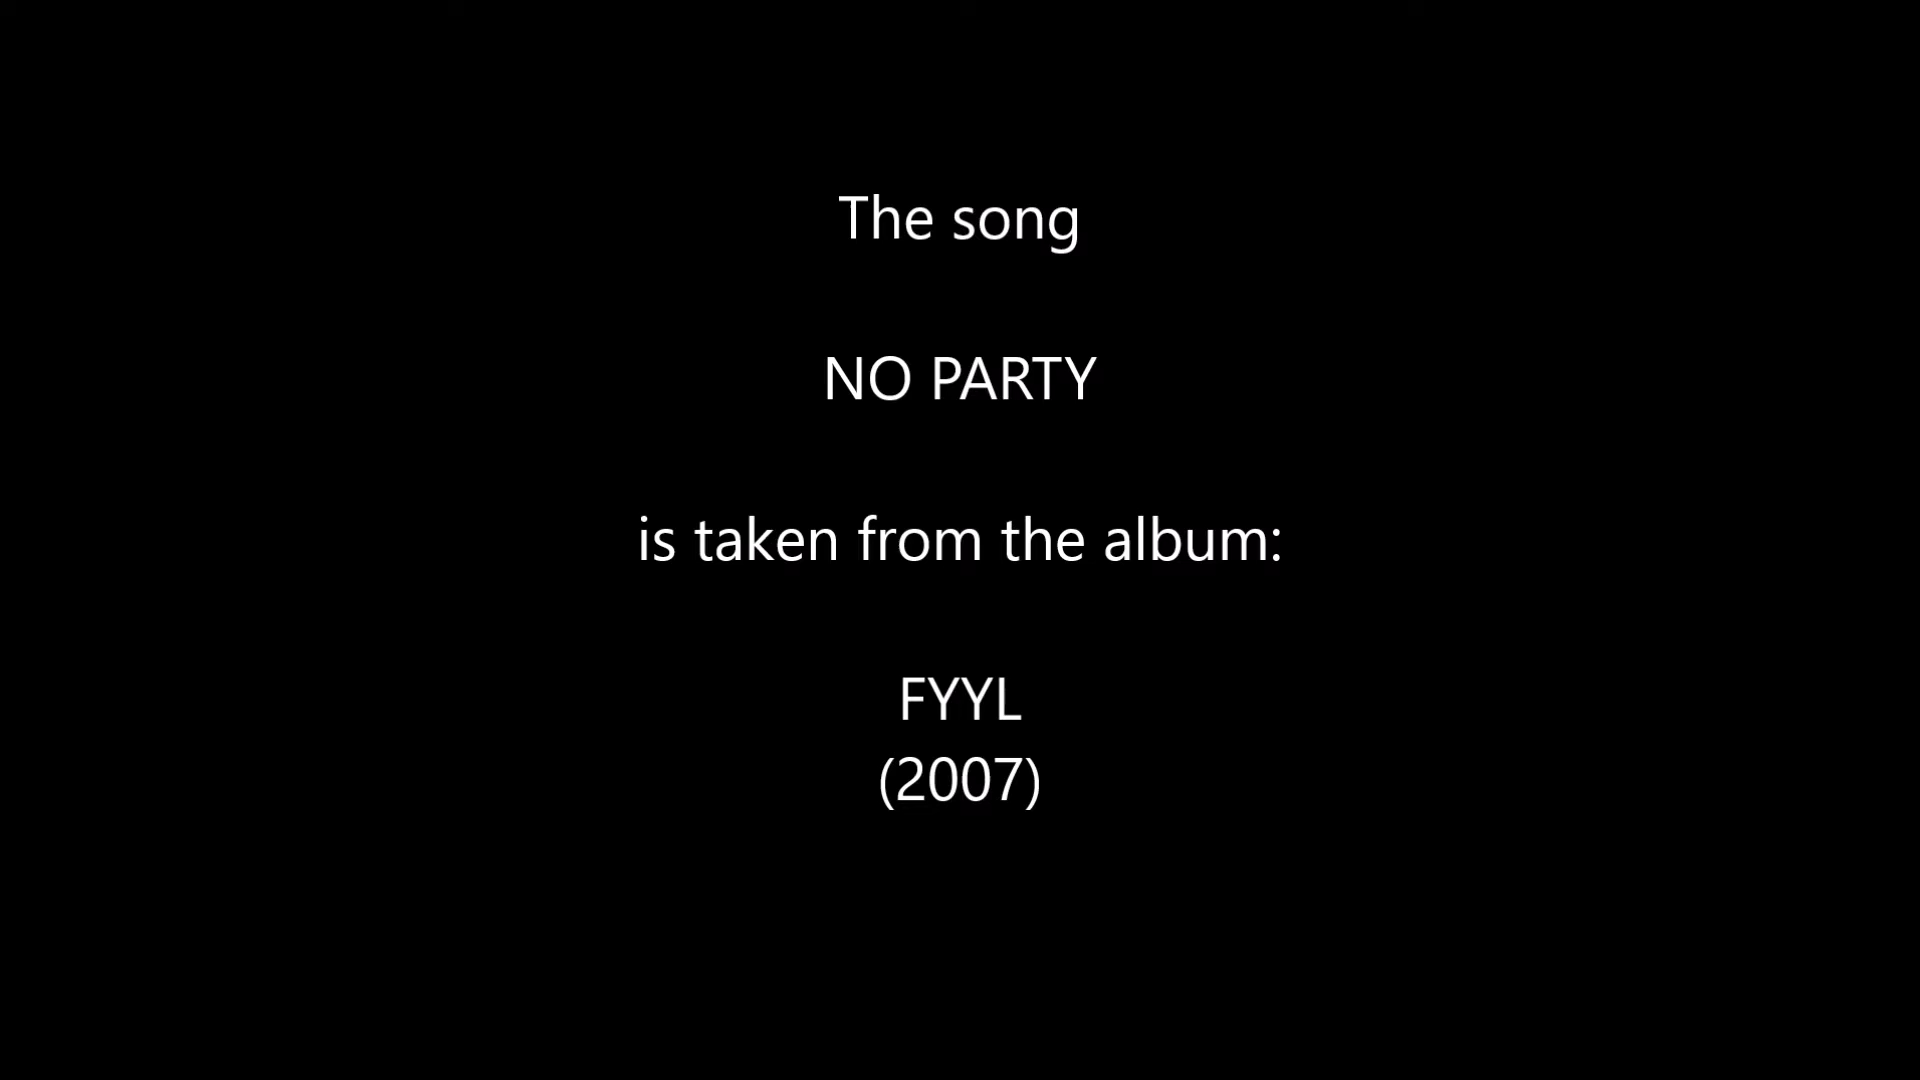 The song
NO PARTY
is taken from the album:
FYYL
(2007)